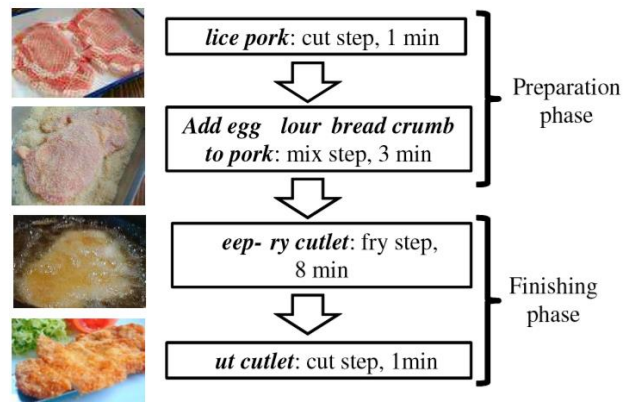 lice pork: cut step, 1 min
Add egg lour bread crumb
to pork: mix step, 3 min
Preparation
phase
eep- ry cutlet: fry step,
8 min
ut cutlet: cut step, 1min
Finishing
phase